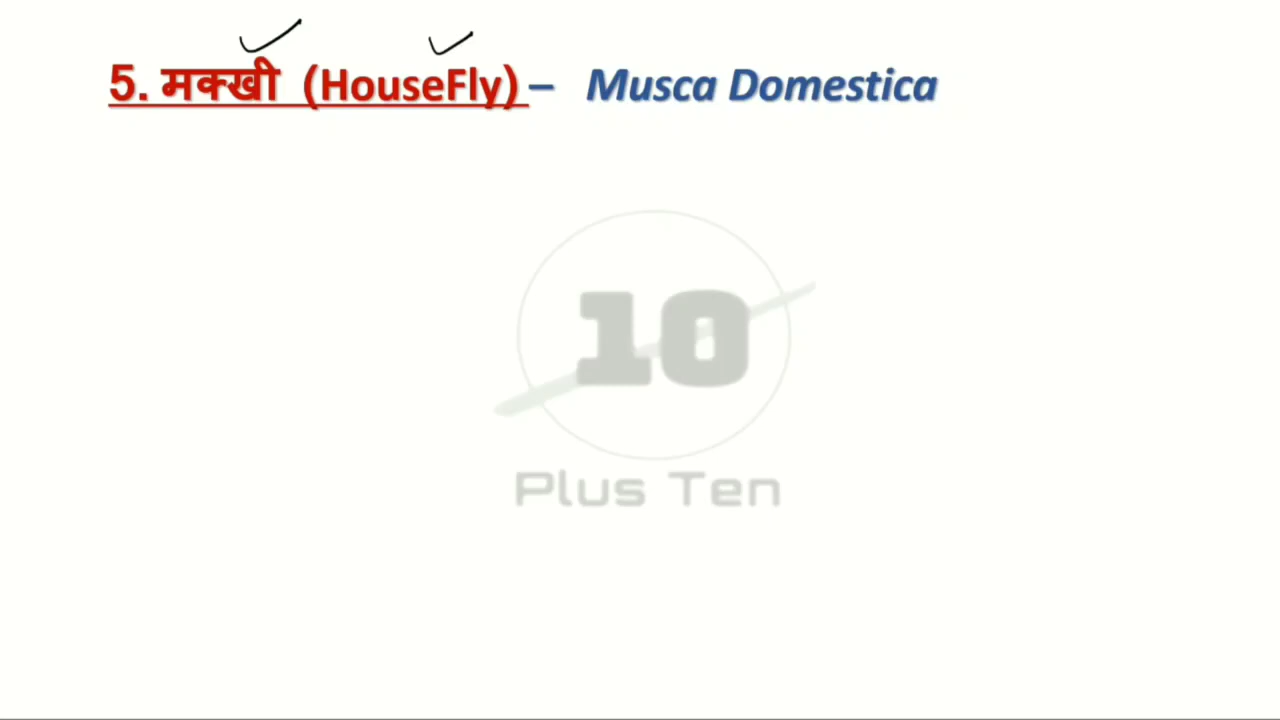 5. मक्खी (HouseFly) – Musca Domestica
10
Plus Ten